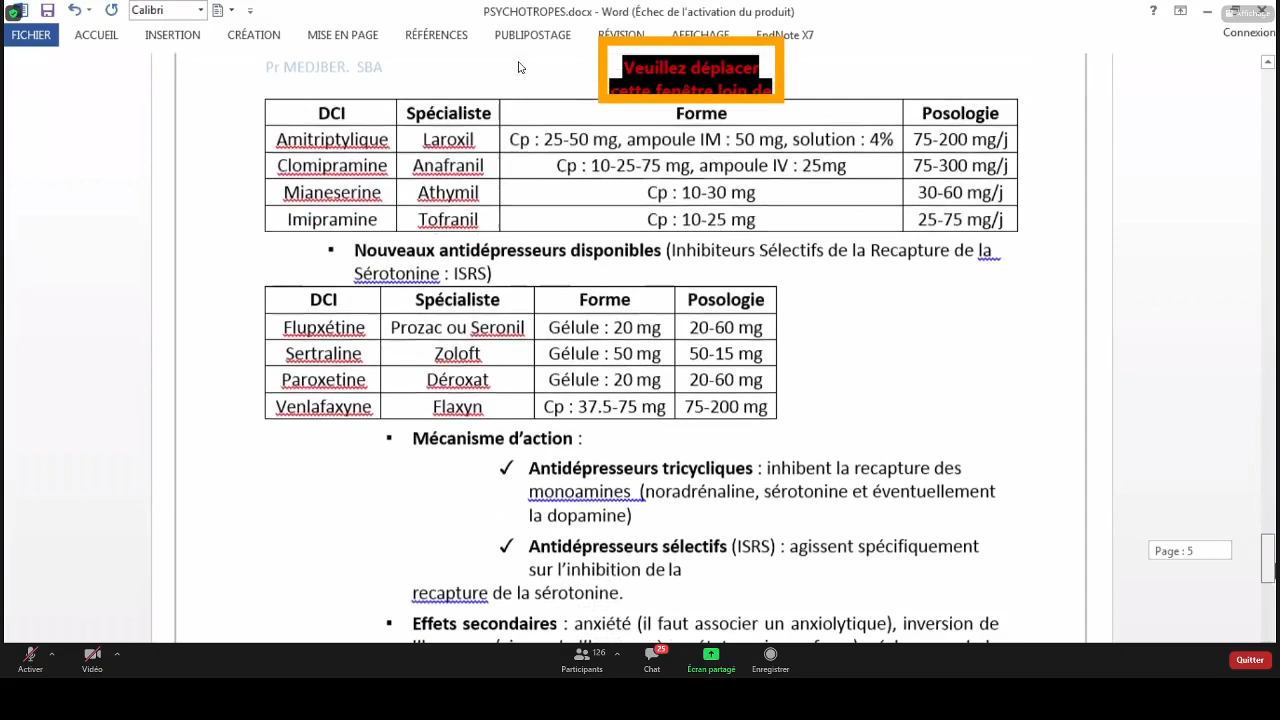 Calibri
PSYCHOTROPES.docx - Word (Échec de l'activation du produit)
?
FICHIER ACCUEIL INSERTION CRÉATION MISE EN PAGE RÉFÉRENCES PUBLIPOSTAGE RÉVISION AFFICHAGE EndNote X7
Affichage
Connexion
Pr MEDJBER. SBA
Veuillez déplacer
cette fenêtre loin de
DCI Spécialiste Forme Posologie
Amitriptylique Laroxil Cp : 25-50 mg, ampoule IM : 50 mg, solution : 4% 75-200 mg/j
Clomipramine Anafranil Cp : 10-25-75 mg, ampoule IV : 25mg 75-300 mg/j
Mianeserine Athymil Cp : 10-30 mg 30-60 mg/j
Imipramine Tofranil Cp : 10-25 mg 25-75 mg/j
▪ Nouveaux antidépresseurs disponibles (Inhibiteurs Sélectifs de la Recapture de la
Sérotonine : ISRS)
DCI Spécialiste Forme Posologie
Flupxétine Prozac ou Seronil Gélule : 20 mg 20-60 mg
Sertraline Zoloft Gélule : 50 mg 50-15 mg
Paroxetine Déroxat Gélule : 20 mg 20-60 mg
Venlafaxyne Flaxyn Cp : 37.5-75 mg 75-200 mg
▪ Mécanisme d'action :
✓ Antidépresseurs tricycliques : inhibent la recapture des
monoamines (noradrénaline, sérotonine et éventuellement
la dopamine)
✓ Antidépresseurs sélectifs (ISRS) : agissent spécifiquement
sur l'inhibition de la
recapture de la sérotonine.
Page : 5
▪ Effets secondaires : anxiété (il faut associer un anxiolytique), inversion de
Activer Vidéo 126 Participants 25 Chat Écran partagé Enregistrer Quitter